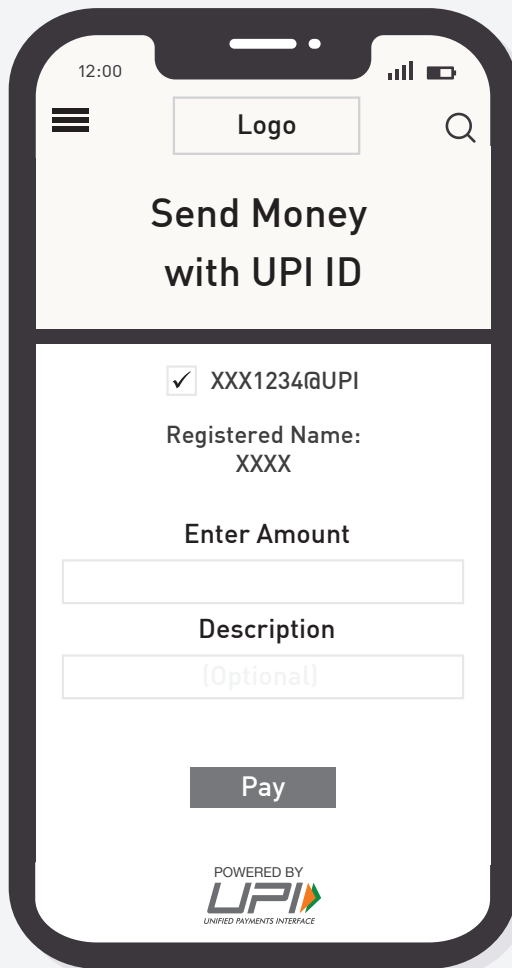 12:00
Logo
Send Money
with UPI ID
✓ XXX1234@UPI
Registered Name:
XXXX
Enter Amount
Description
(Optional)
Pay
POWERED BY
UPI
UNIFIED PAYMENTS INTERFACE